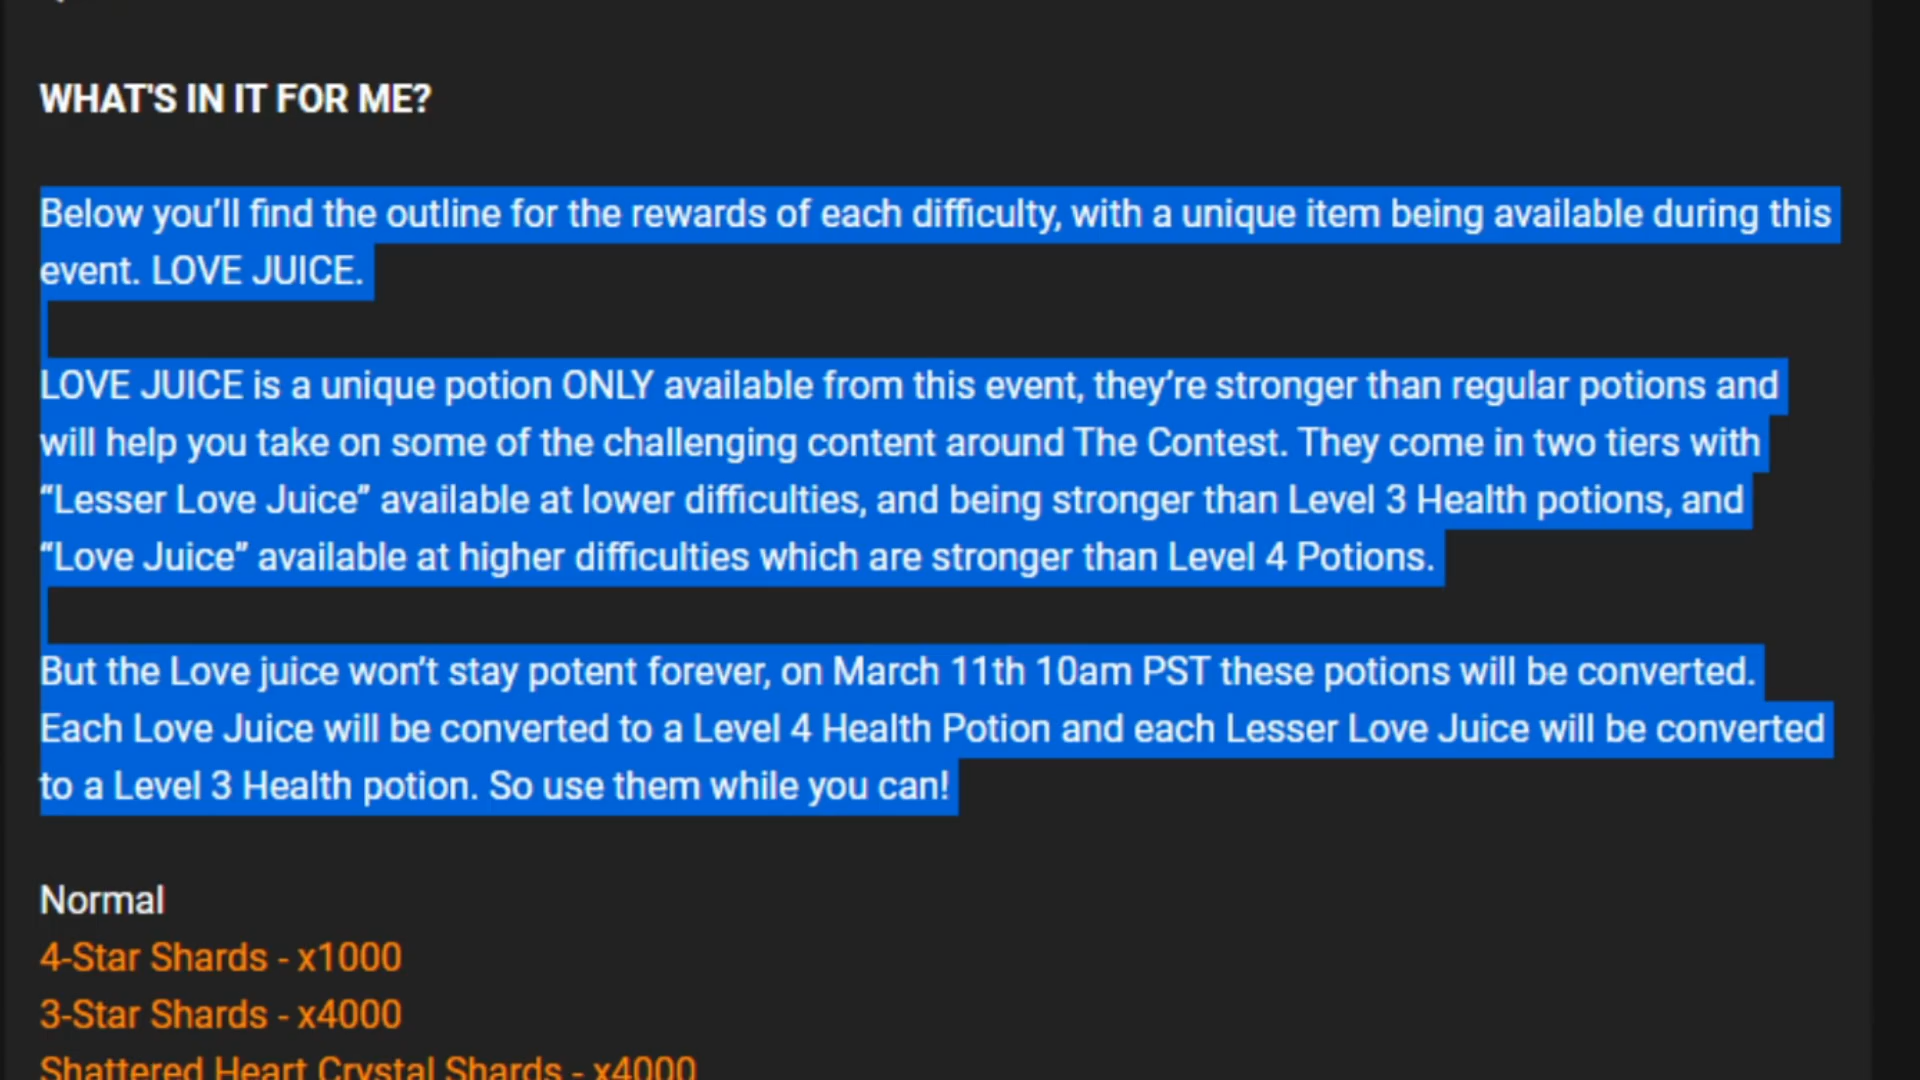 WHAT'S IN IT FOR ME?
Below you’ll find the outline for the rewards of each difficulty, with a unique item being available during this
event. LOVE JUICE.
LOVE JUICE is a unique potion ONLY available from this event, they’re stronger than regular potions and
will help you take on some of the challenging content around The Contest. They come in two tiers with
“Lesser Love Juice” available at lower difficulties, and being stronger than Level 3 Health potions, and
“Love Juice” available at higher difficulties which are stronger than Level 4 Potions.
But the Love juice won’t stay potent forever, on March 11th 10am PST these potions will be converted.
Each Love Juice will be converted to a Level 4 Health Potion and each Lesser Love Juice will be converted
to a Level 3 Health potion. So use them while you can!
Normal
4-Star Shards - x1000
3-Star Shards - x4000
Shattered Heart Crystal Shards - x4000